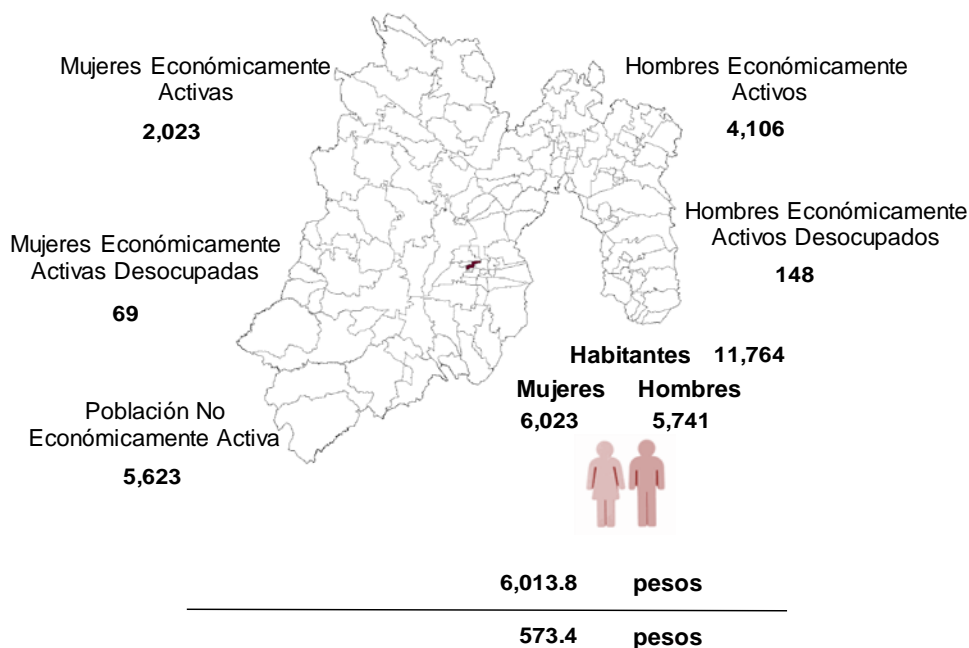 Mujeres Económicamente
Activas
2,023
Hombres Económicamente
Activos
4,106
Mujeres Económicamente
Activas Desocupadas
69
Hombres Económicamente
Activos Desocupados
148
Población No
Económicamente Activa
5,623
Habitantes 11,764
Mujeres Hombres
6,023 5,741
6,013.8 pesos
573.4 pesos